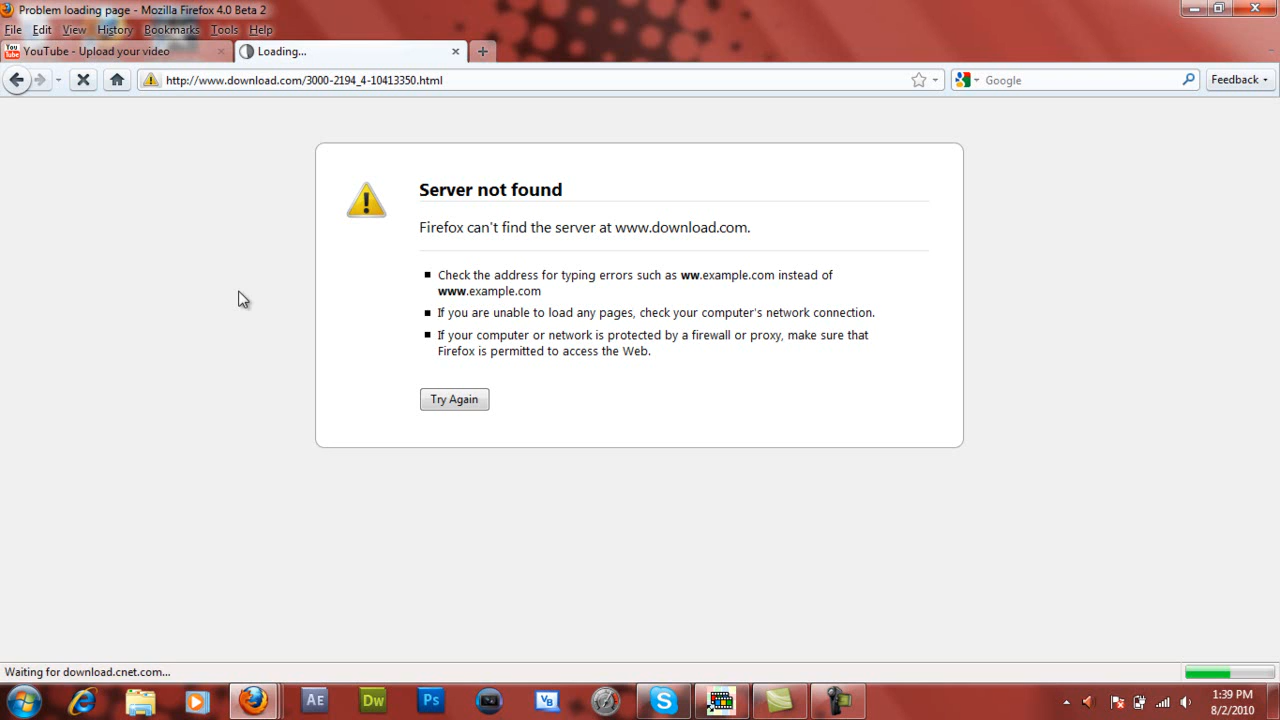 Problem loading page - Mozilla Firefox 4.0 Beta 2
File Edit View History Bookmarks Tools Help
You Tube YouTube - Upload your video Loading...
http://www.download.com/3000-2194_4-10413350.html Google Feedback
Server not found
Firefox can't find the server at www.download.com.
Check the address for typing errors such as ww.example.com instead of
www.example.com
If you are unable to load any pages, check your computer's network connection.
If your computer or network is protected by a firewall or proxy, make sure that
Firefox is permitted to access the Web.
Try Again
Waiting for download.cnet.com...
Ae Dw Ps VB
1:39 PM
8/2/2010